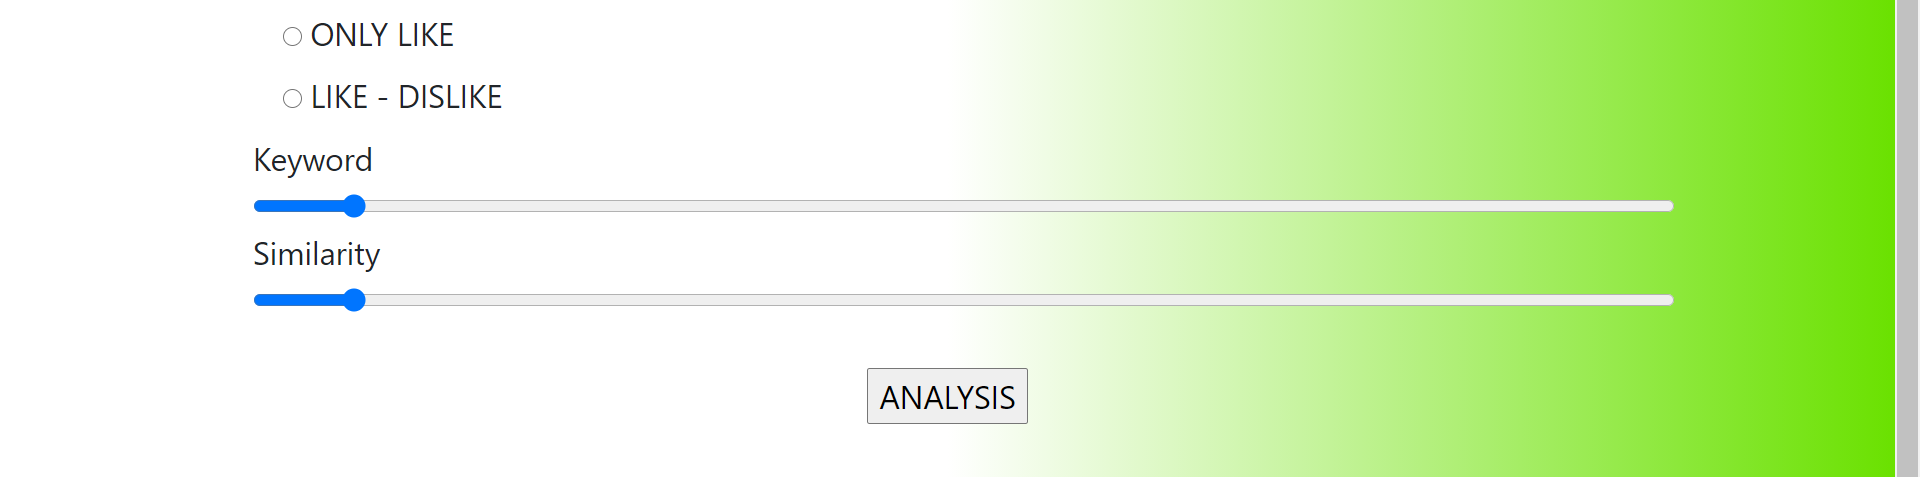 ONLY LIKE
LIKE - DISLIKE
Keyword
Similarity
ANALYSIS